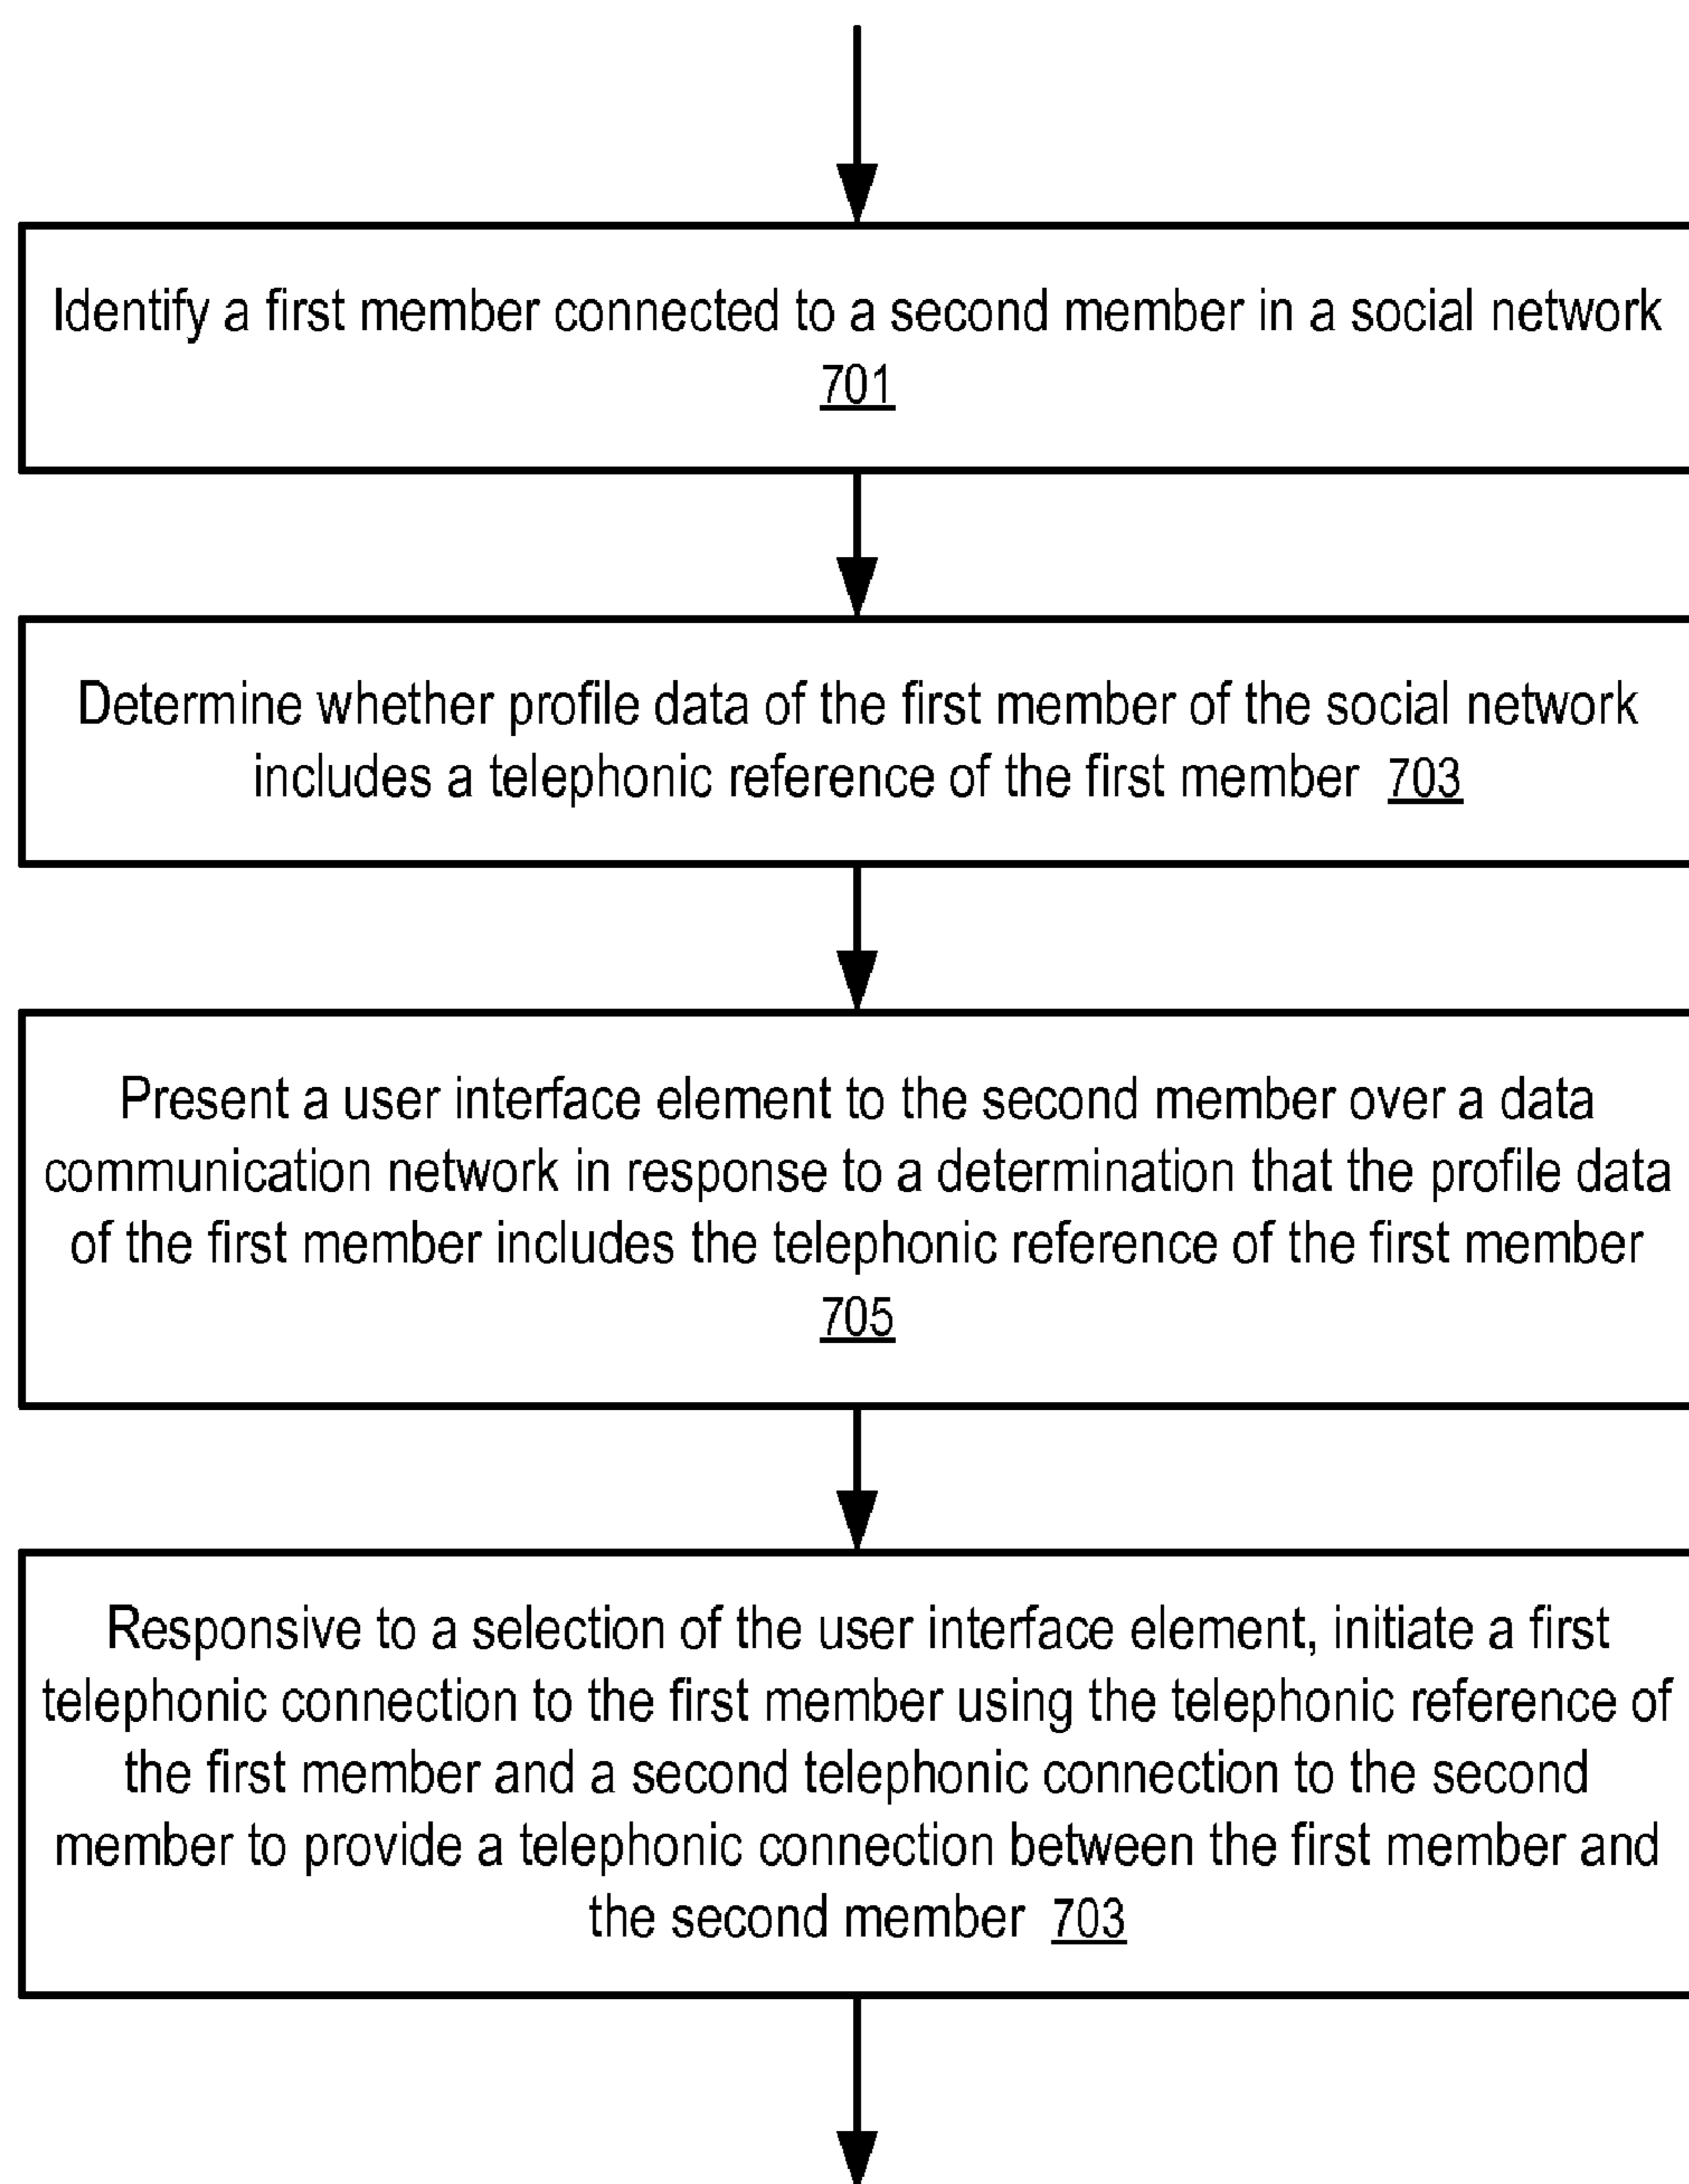 Identify a first member connected to a second member in a social network
701
Determine whether profile data of the first member of the social network
includes a telephonic reference of the first member 703
Present a user interface element to the second member over a data
communication network in response to a determination that the profile data
of the first member includes the telephonic reference of the first member
705
Responsive to a selection of the user interface element, initiate a first
telephonic connection to the first member using the telephonic reference of
the first member and a second telephonic connection to the second
member to provide a telephonic connection between the first member and
the second member 703